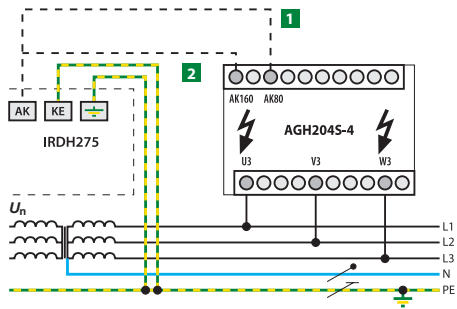 1
2
AK160 AK80
AK KE
IRDH275
AGH204S-4
U3 V3 W3
Un
L1
L2
L3
N
PE